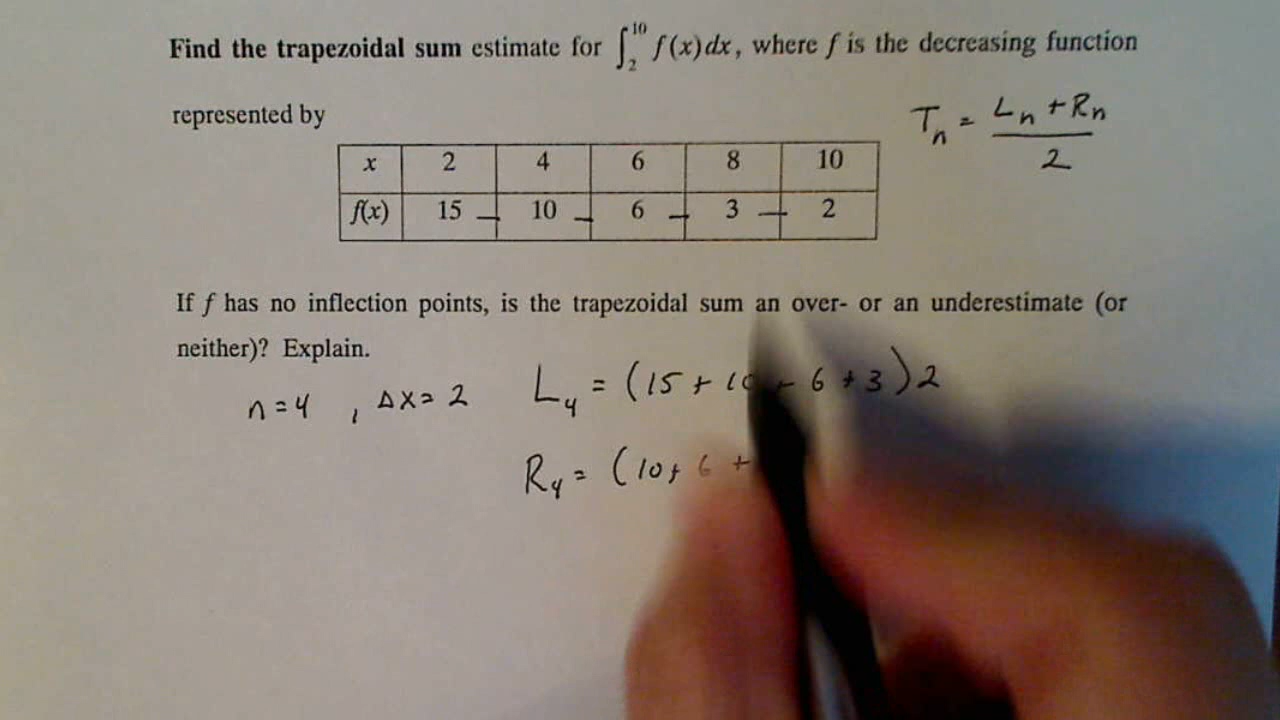 Find the trapezoidal sum estimate for ∫₂¹⁰ f(x)dx, where f is the decreasing function
represented by
Tₙ = (Lₙ + Rₙ)/2
x 2 4 6 8 10
f(x) 15 10 6 3 2
If f has no inflection points, is the trapezoidal sum an over- or an underestimate (or
neither)? Explain.
n = 4 , Δx = 2 L₄ = (15 + 10 + 6 + 3)2
R₄ = (10 + 6 +